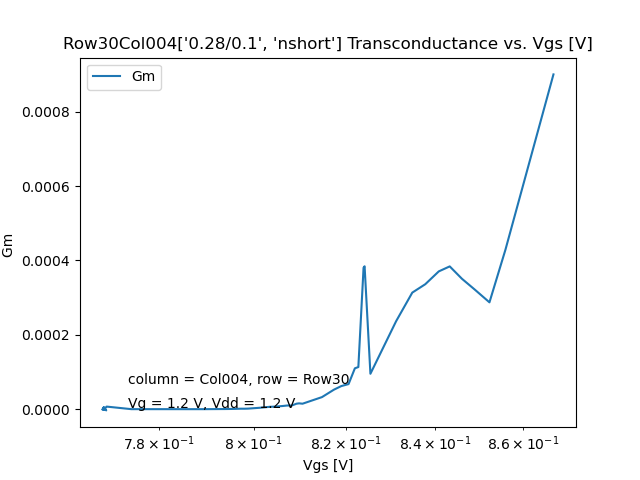 Row30Col004['0.28/0.1', 'nshort'] Transconductance vs. Vgs [V]
Gm
0.0008
0.0006
0.0004
0.0002
0.0000
Gm
column = Col004, row = Row30
Vg = 1.2 V, Vdd = 1.2 V
7.8 × 10⁻¹ 8 × 10⁻¹ 8.2 × 10⁻¹ 8.4 × 10⁻¹ 8.6 × 10⁻¹
Vgs [V]